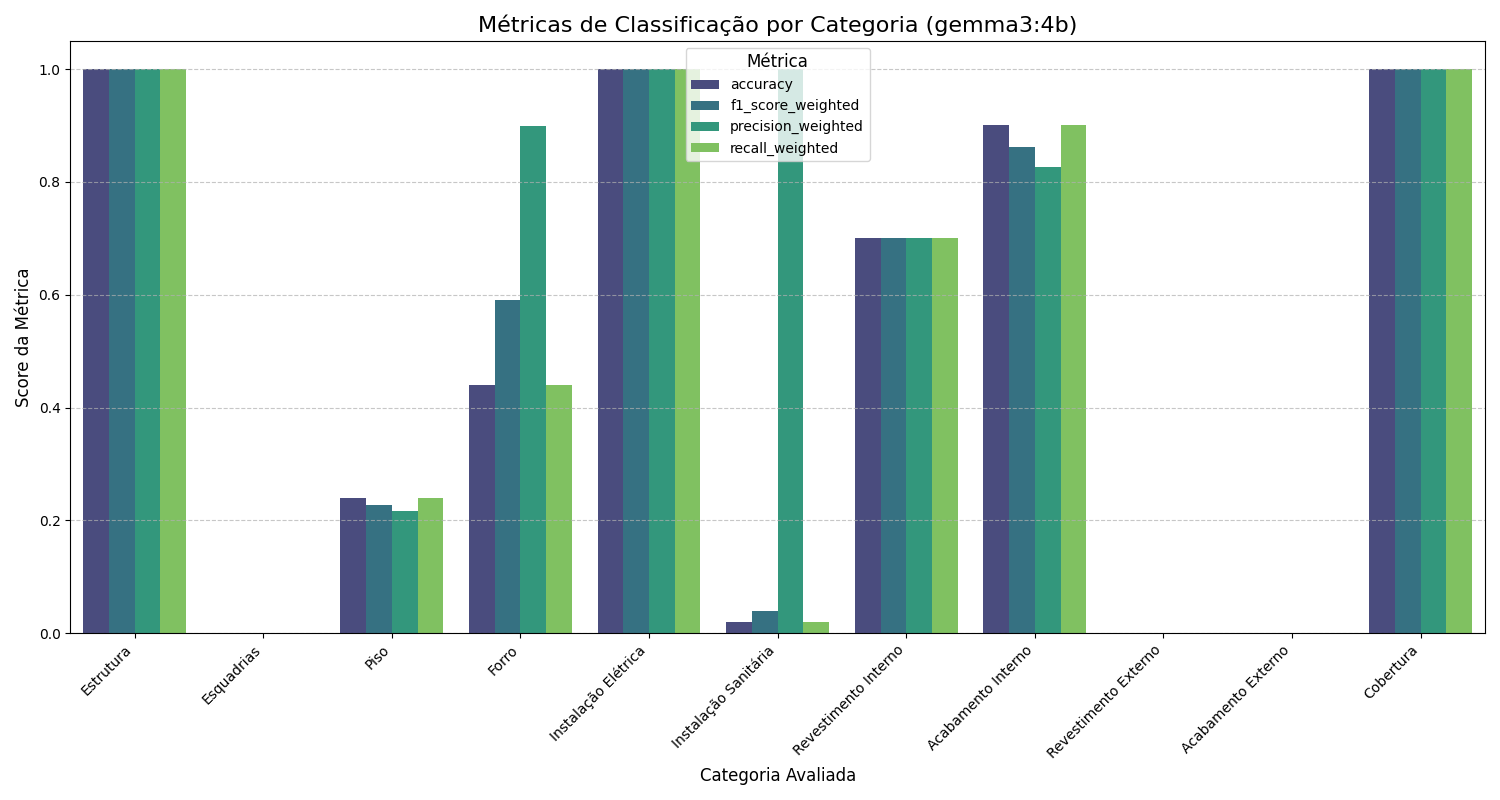 Métricas de Classificação por Categoria (gemma3:4b)
Métrica
accuracy
f1_score_weighted
precision_weighted
recall_weighted
Score da Métrica
1.0
0.8
0.6
0.4
0.2
0.0
Estrutura
Esquadrias
Piso
Forro
Instalação Elétrica
Instalação Sanitária
Revestimento Interno
Acabamento Interno
Revestimento Externo
Acabamento Externo
Cobertura
Categoria Avaliada